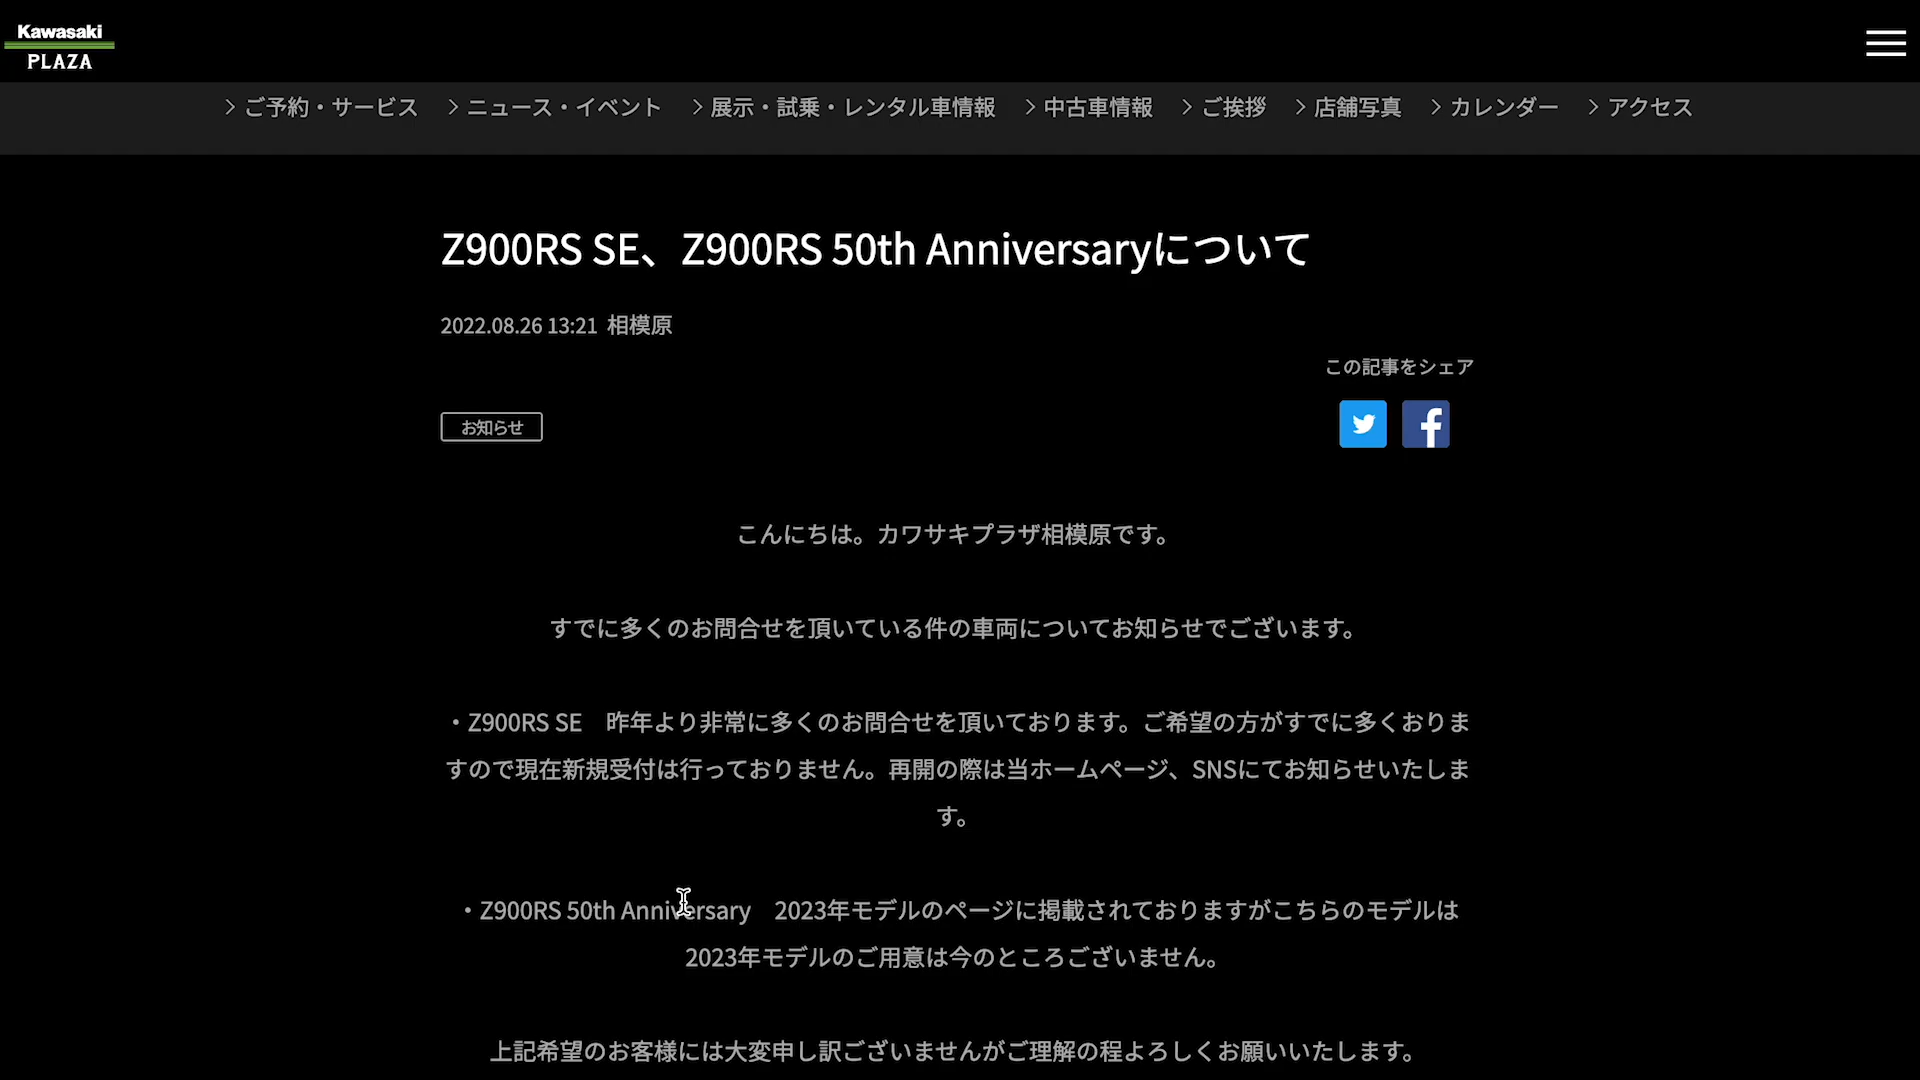 Kawasaki
PLAZA
ご予約・サービス ニュース・イベント 展示・試乗・レンタル車情報 中古車情報 ご挨拶 店舗写真 カレンダー アクセス
Z900RS SE、Z900RS 50th Anniversaryについて
2022.08.26 13:21 相模原
この記事をシェア
お知らせ
こんにちは。カワサキプラザ相模原です。
すでに多くのお問合せを頂いている件の車両についてお知らせでございます。
・Z900RS SE　昨年より非常に多くのお問合せを頂いております。ご希望の方がすでに多くおりま
すので現在新規受付は行っておりません。再開の際は当ホームページ、SNSにてお知らせいたしま
す。
・Z900RS 50th Anniversary　2023年モデルのページに掲載されておりますがこちらのモデルは
2023年モデルのご用意は今のところございません。
上記希望のお客様には大変申し訳ございませんがご理解の程よろしくお願いいたします。